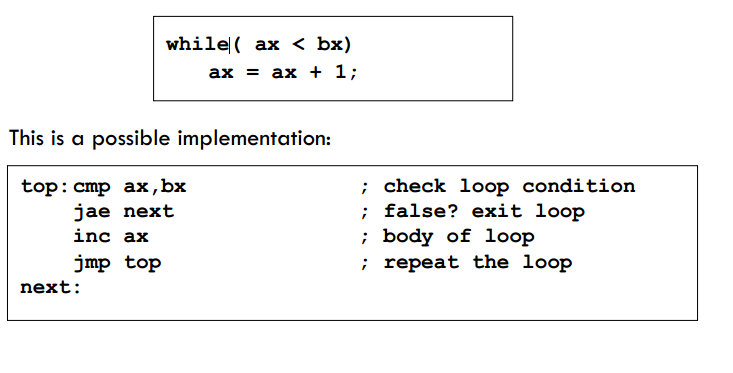 while( ax < bx)
ax = ax + 1;
This is a possible implementation:
top: cmp ax,bx ; check loop condition
jae next ; false? exit loop
inc ax ; body of loop
jmp top ; repeat the loop
next: